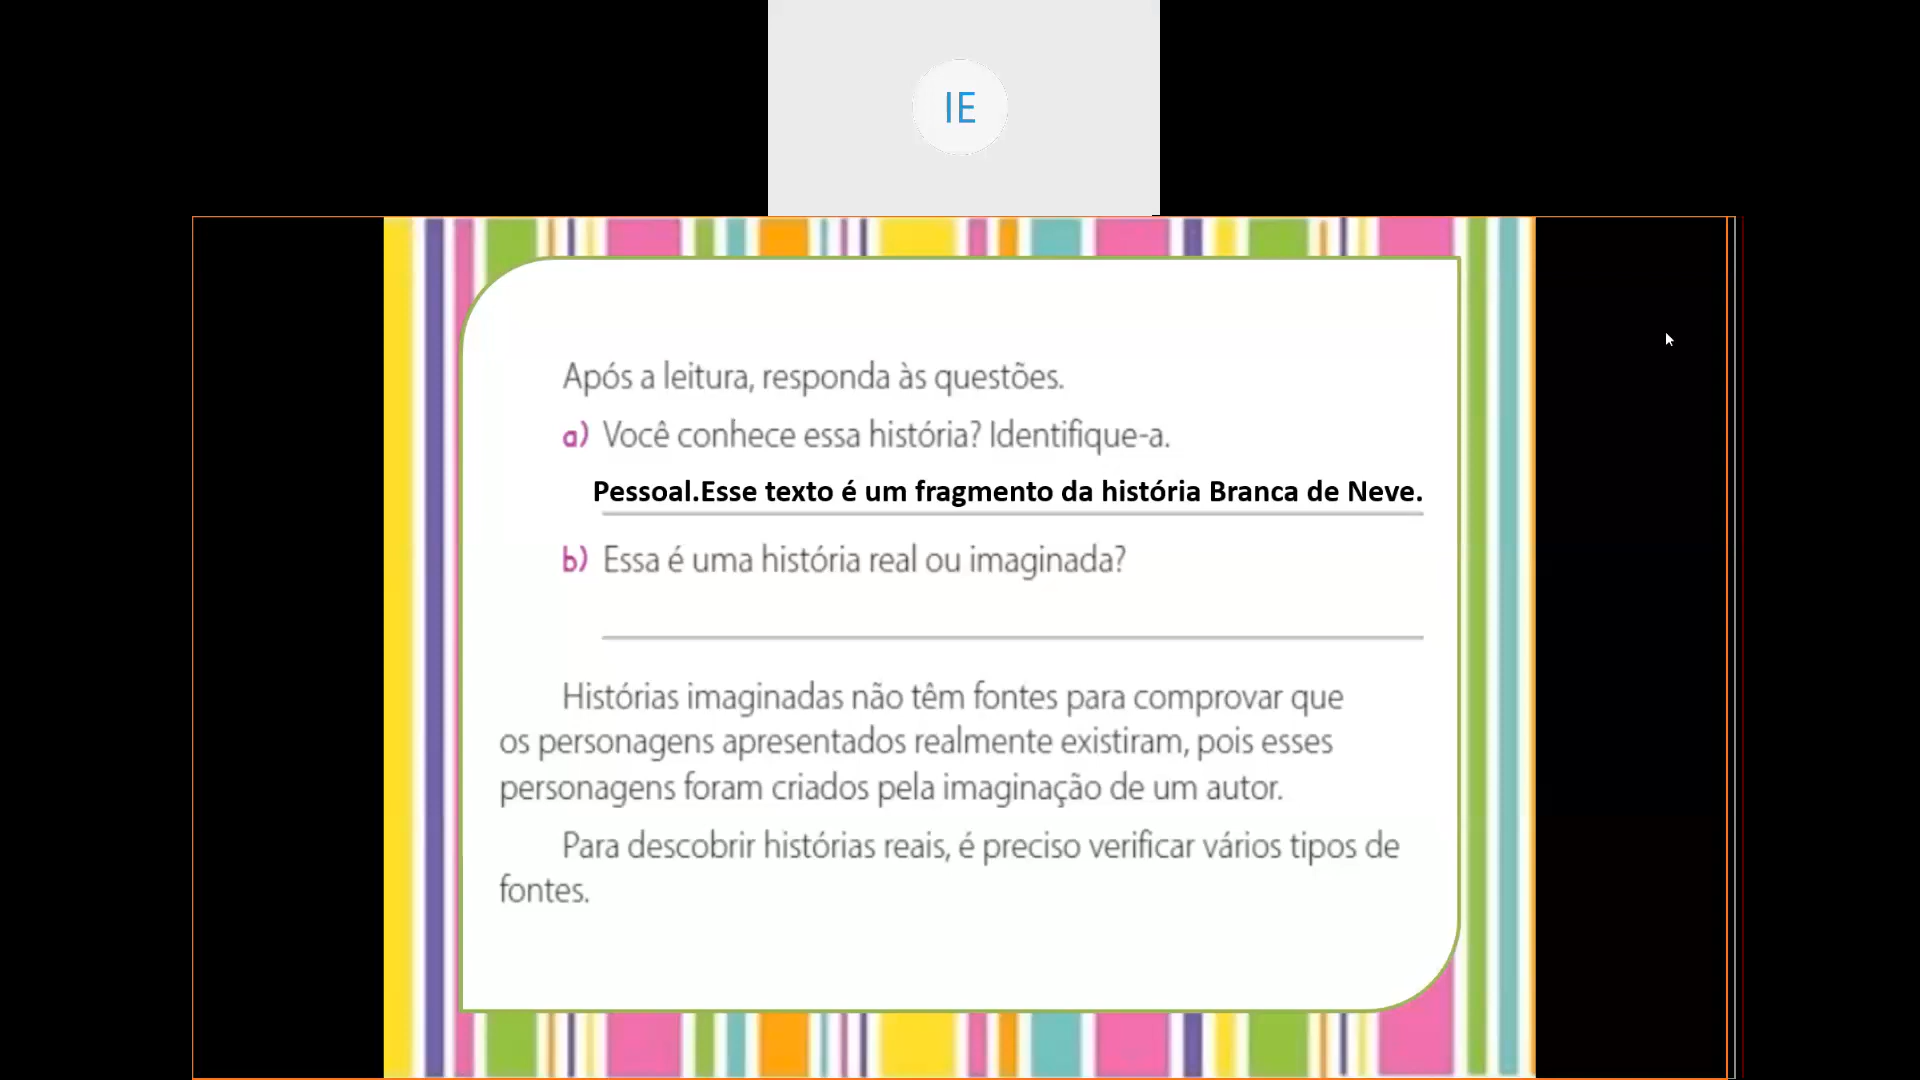 IE
Após a leitura, responda às questões.
a) Você conhece essa história? Identifique-a.
Pessoal.Esse texto é um fragmento da história Branca de Neve.
b) Essa é uma história real ou imaginada?
Histórias imaginadas não têm fontes para comprovar que
os personagens apresentados realmente existiram, pois esses
personagens foram criados pela imaginação de um autor.
Para descobrir histórias reais, é preciso verificar vários tipos de
fontes.